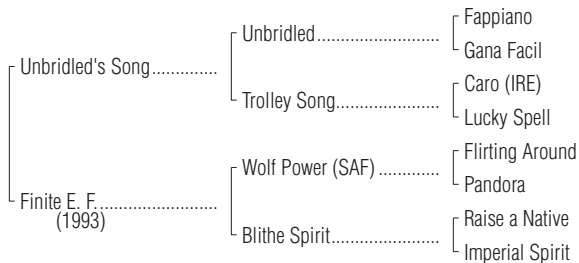 Fappiano
Unbridled
Gana Facil
Unbridled's Song
Caro (IRE)
Trolley Song
Lucky Spell
Flirting Around
Wolf Power (SAF)
Pandora
Finite E. F.
(1993)
Raise a Native
Blithe Spirit
Imperial Spirit